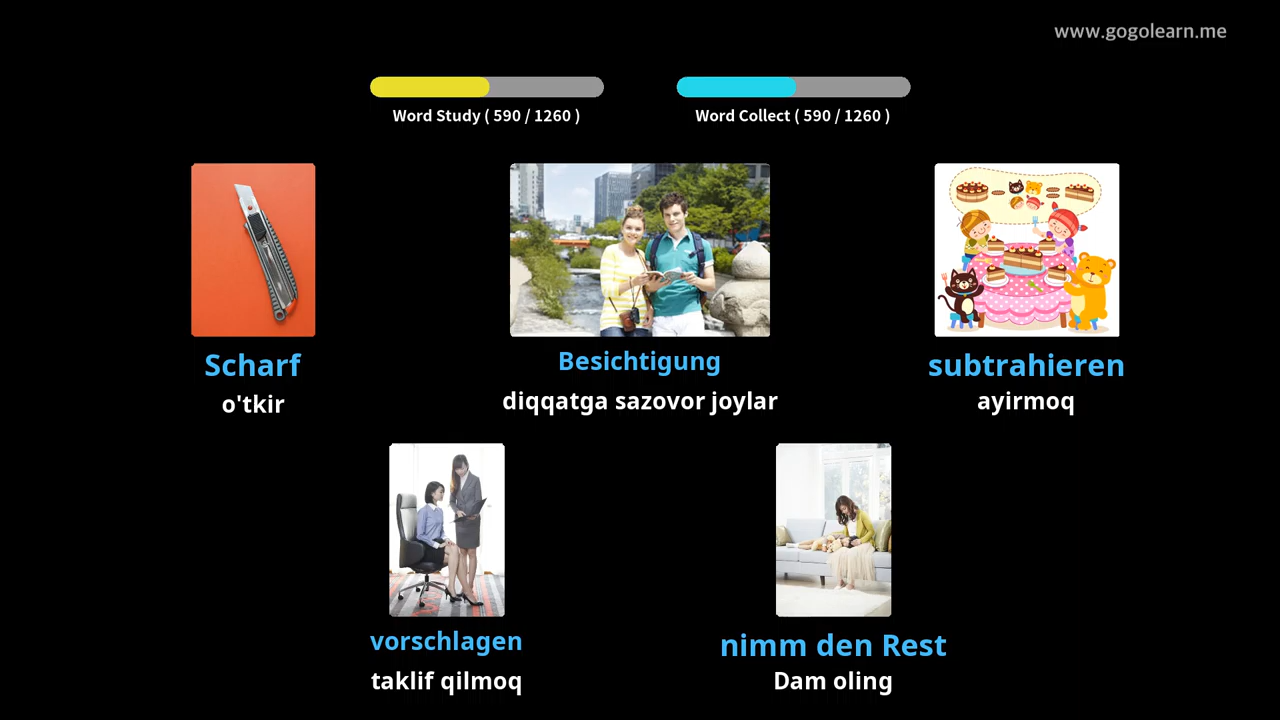 www.gogolearn.me
Word Study ( 590 / 1260 )
Word Collect ( 590 / 1260 )
Scharf
o'tkir
Besichtigung
diqqatga sazovor joylar
subtrahieren
ayirmoq
vorschlagen
taklif qilmoq
nimm den Rest
Dam oling